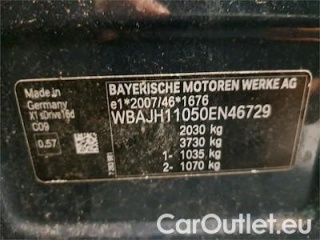 BAYERISCHE MOTOREN WERKE AG
e1*2007/46*1676
WBAJH11050EN46729
2030 kg
3730 kg
1- 1035 kg
2- 1070 kg
Made in
Germany
X1 sDrive16d
C09
0.57
CarOutlet.eu